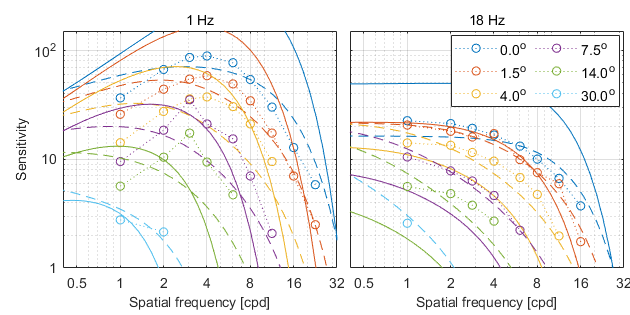 1 Hz
18 Hz
0.0°
7.5°
1.5°
14.0°
4.0°
30.0°
Sensitivity
10²
10
1
0.5 1 2 4 8 16 32
0.5 1 2 4 8 16 32
Spatial frequency [cpd]
Spatial frequency [cpd]